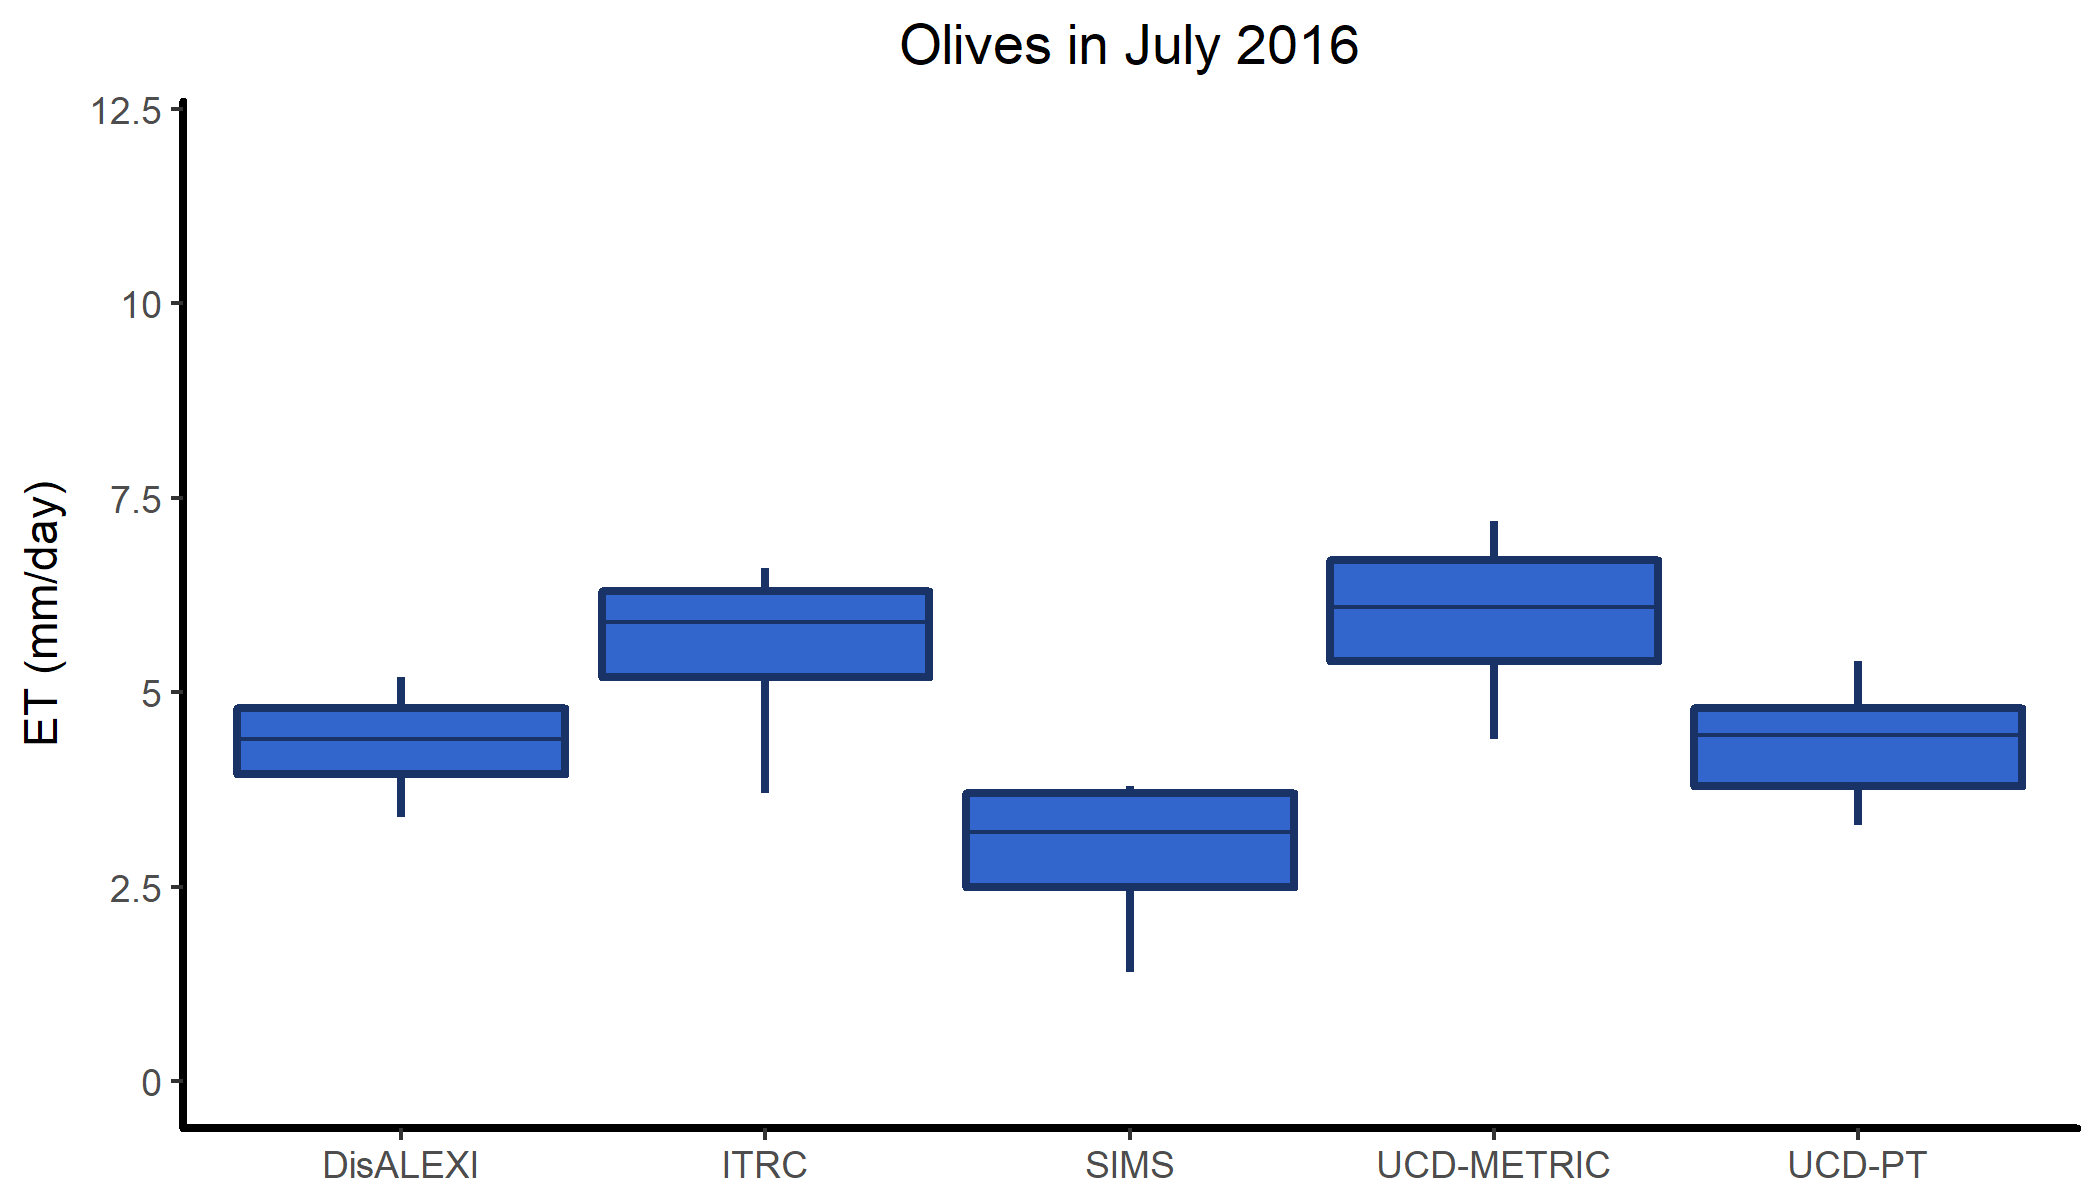 Olives in July 2016
ET (mm/day)
12.5
10
7.5
5
2.5
0
DisALEXI
ITRC
SIMS
UCD-METRIC
UCD-PT